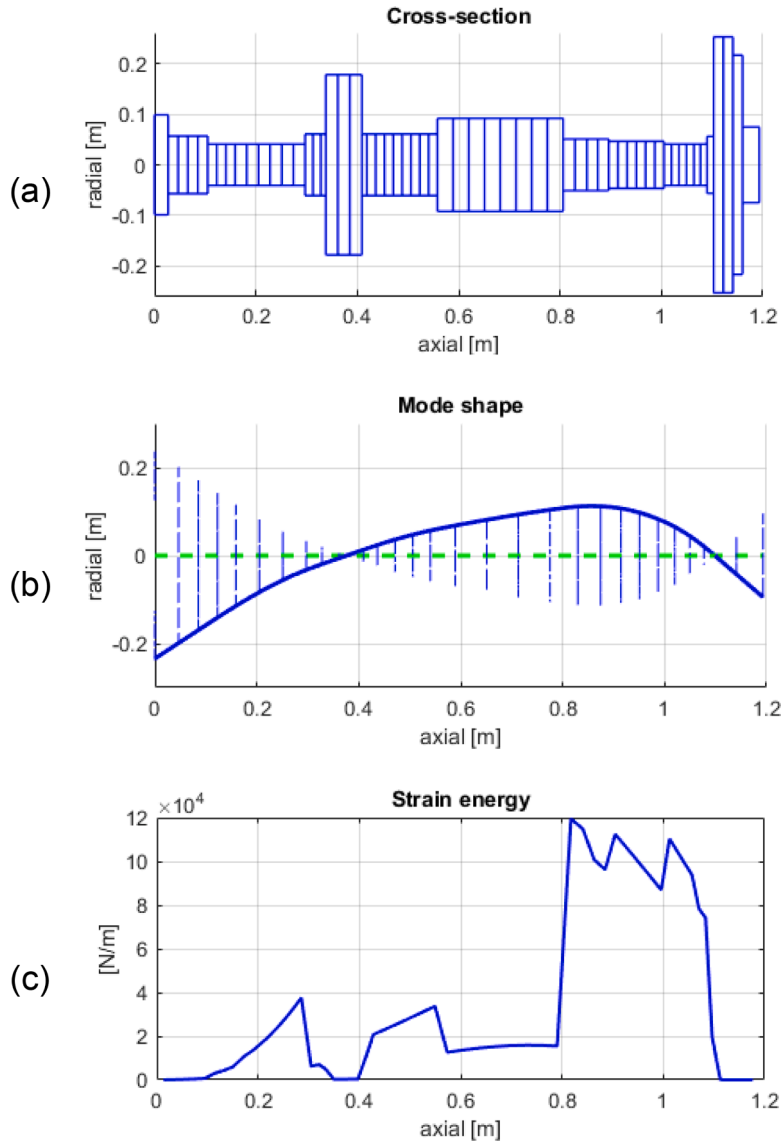 Cross-section
0.2
0.1
0
-0.1
-0.2
radial [m]
(a)
0 0.2 0.4 0.6 0.8 1 1.2
axial [m]
Mode shape
0.2
0
-0.2
radial [m]
(b)
0 0.2 0.4 0.6 0.8 1 1.2
axial [m]
Strain energy
×10⁴
12
10
8
6
4
2
0
[N/m]
(c)
0 0.2 0.4 0.6 0.8 1 1.2
axial [m]